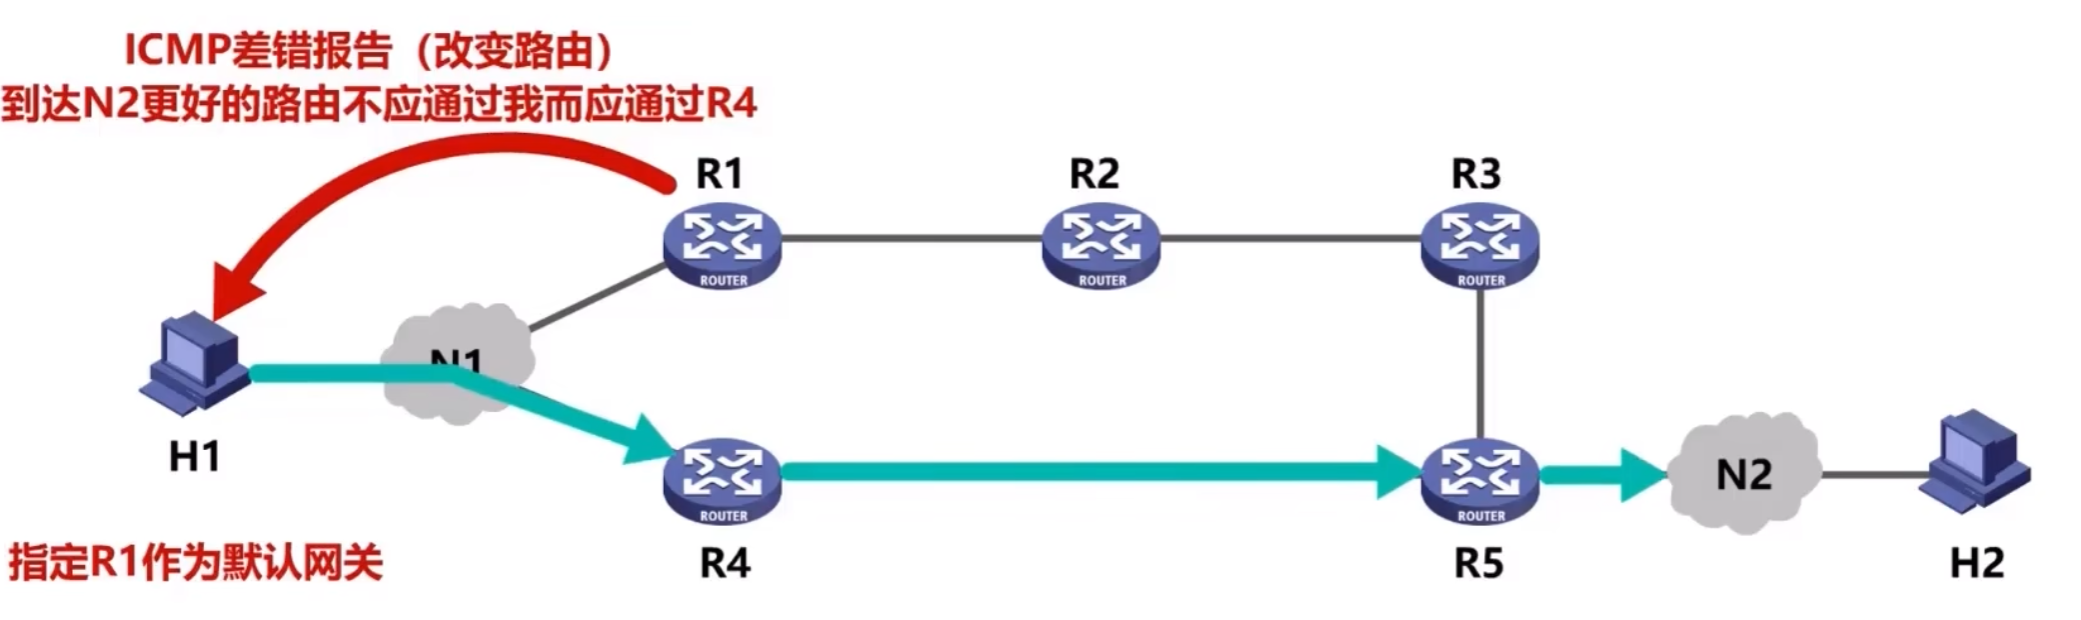 ICMP差错报告（改变路由）
到达N2更好的路由不应通过我而应通过R4
R1
R2
R3
ROUTER
ROUTER
ROUTER
N1
H1
ROUTER
ROUTER
N2
R4
R5
H2
指定R1作为默认网关